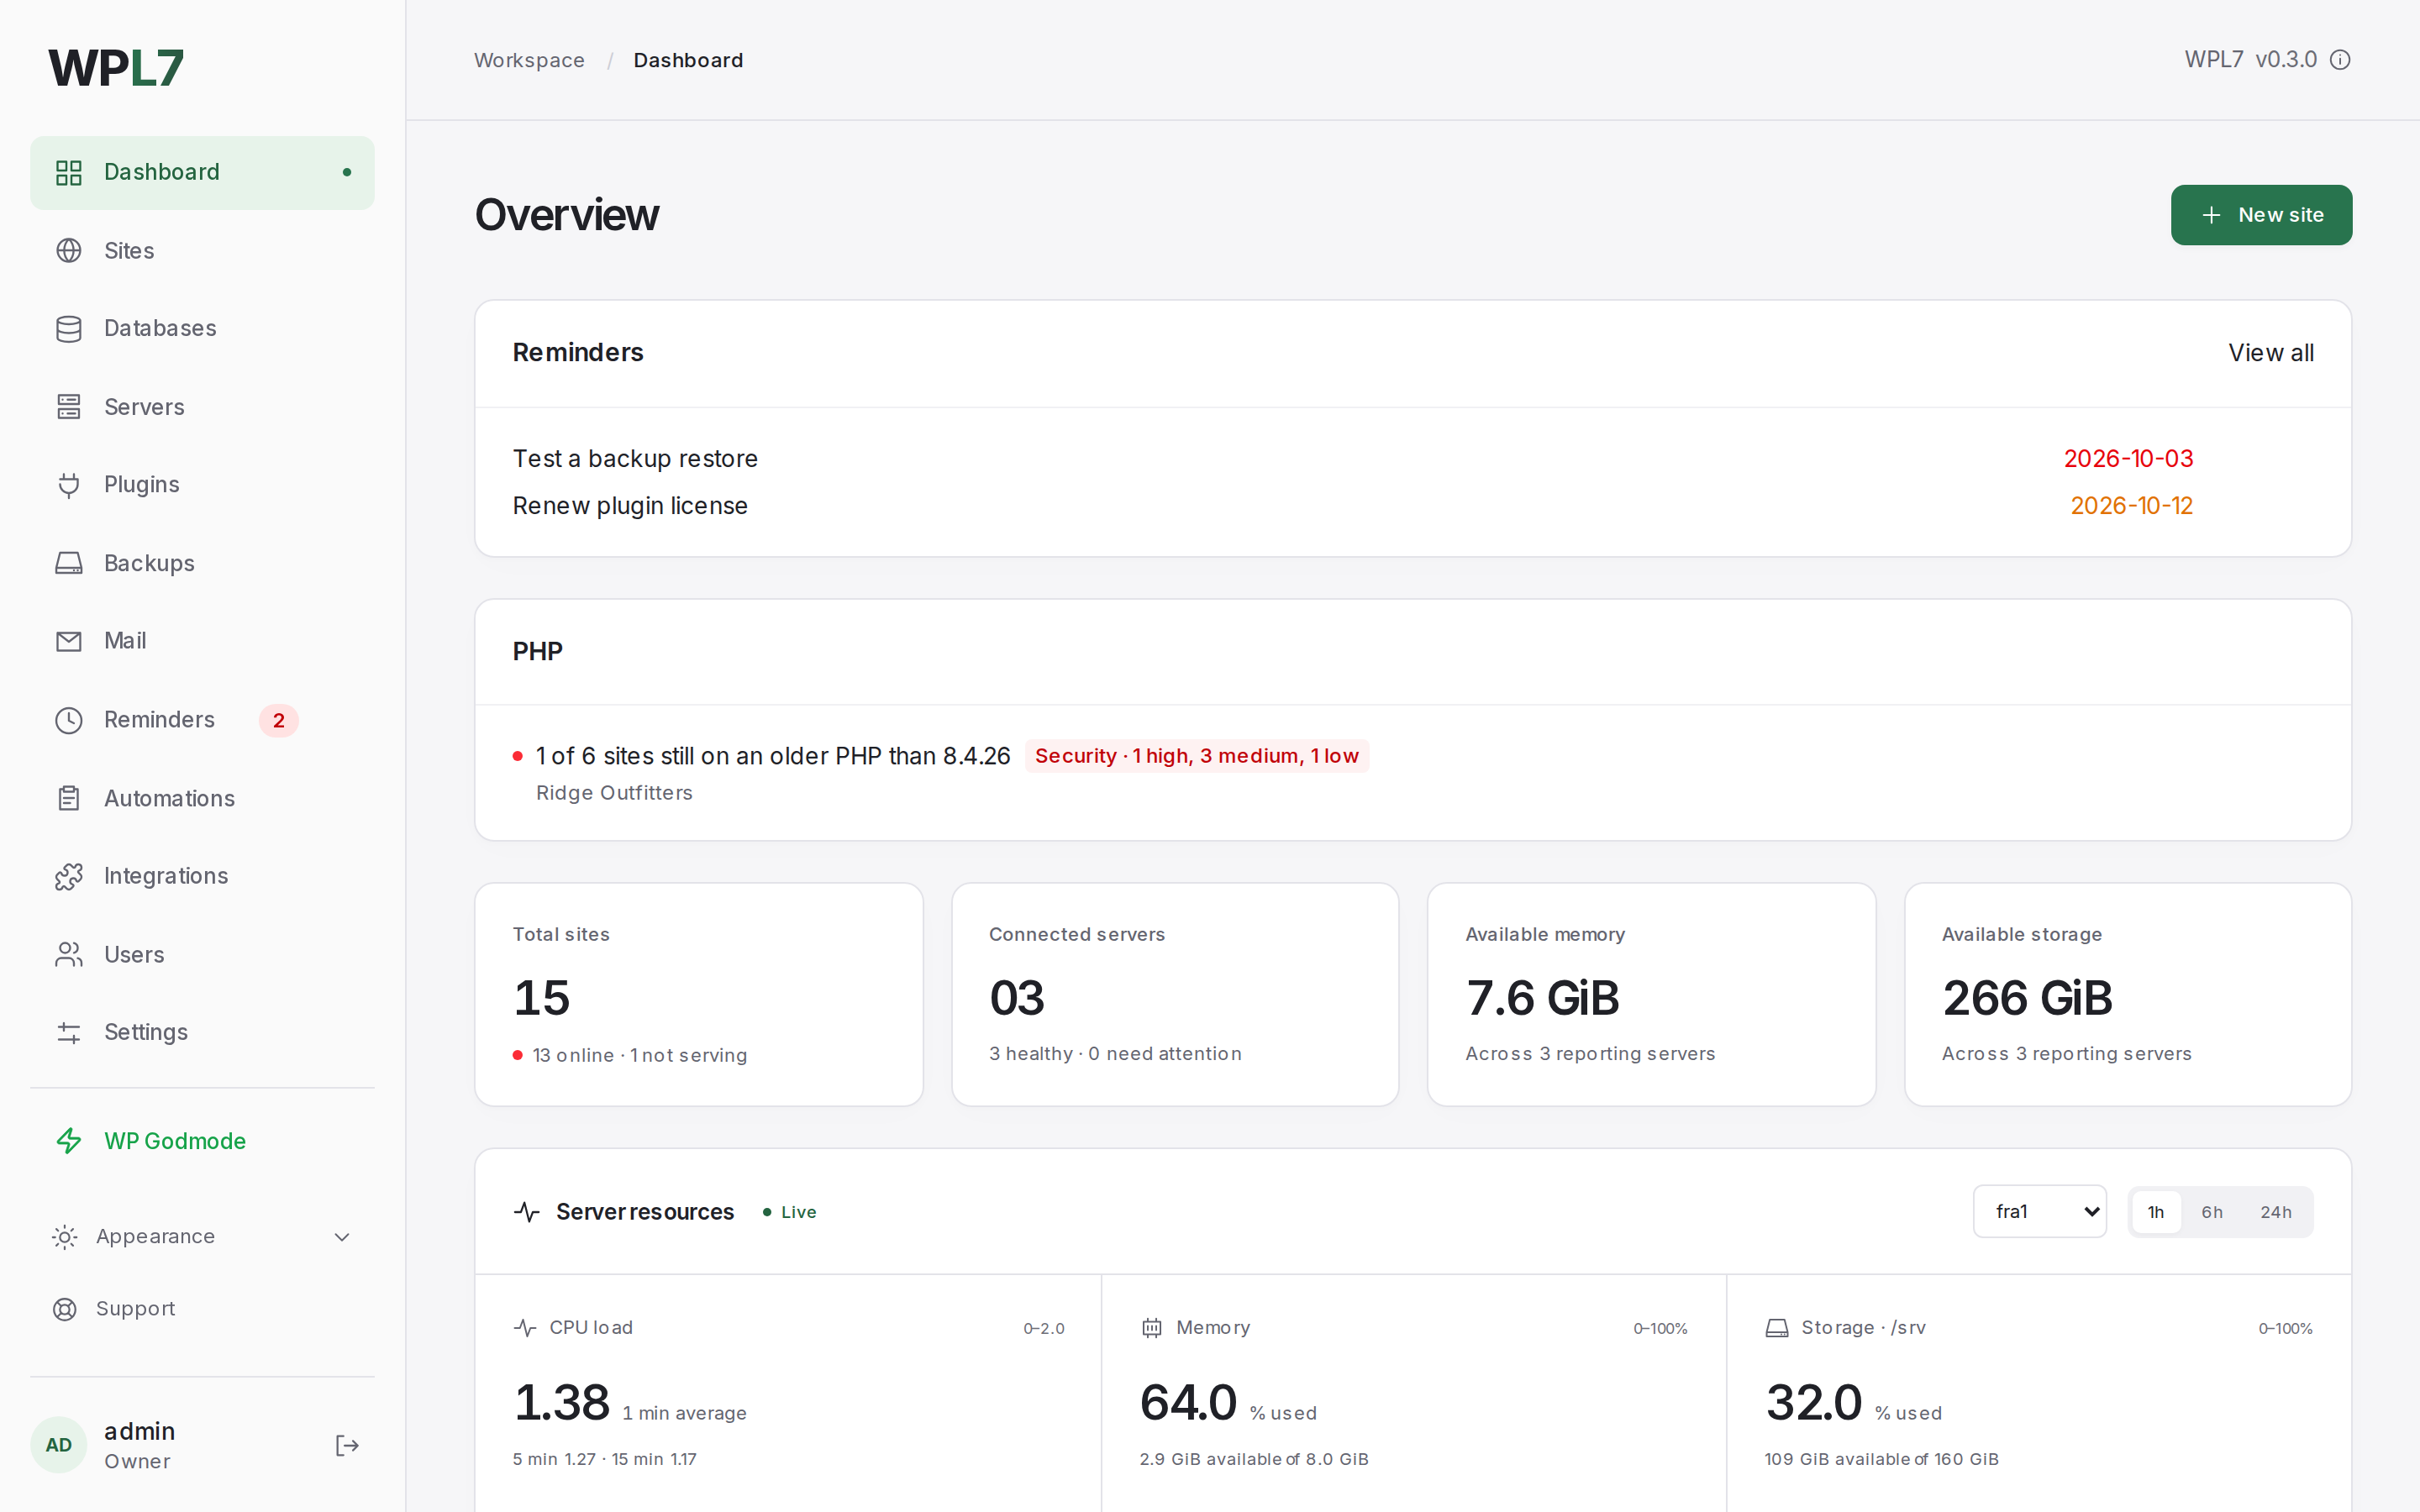 WPL7
Dashboard
Sites
Databases
Servers
Plugins
Backups
Mail
Reminders 2
Automations
Integrations
Users
Settings
WP Godmode
Appearance
Support
AD
admin
Owner
Workspace / Dashboard
WPL7 v0.3.0
Overview
New site
Reminders
View all
Test a backup restore 2026-10-03
Renew plugin license 2026-10-12
PHP
1 of 6 sites still on an older PHP than 8.4.26 Security · 1 high, 3 medium, 1 low
Ridge Outfitters
Total sites
15
13 online · 1 not serving
Connected servers
03
3 healthy · 0 need attention
Available memory
7.6 GiB
Across 3 reporting servers
Available storage
266 GiB
Across 3 reporting servers
Server resources Live
fra1 1h 6h 24h
CPU load 0–2.0
1.38 1 min average
5 min 1.27 · 15 min 1.17
Memory 0–100%
64.0 % used
2.9 GiB available of 8.0 GiB
Storage · /srv 0–100%
32.0 % used
109 GiB available of 160 GiB